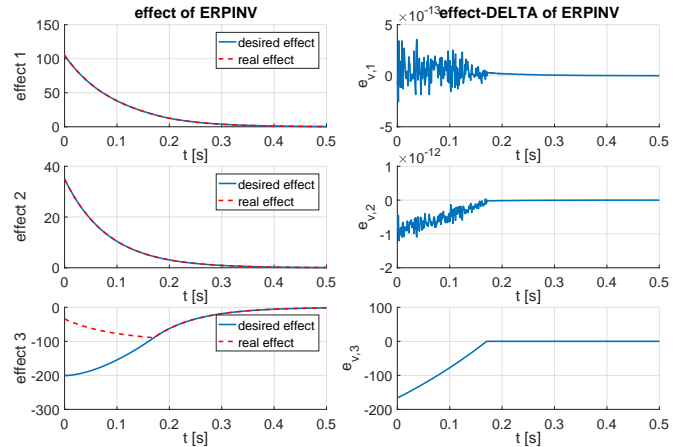 effect of ERPINV
effect 1
150
100
50
0
desired effect
real effect
0 0.1 0.2 0.3 0.4 0.5
t [s]
effect-DELTA of ERPINV
×10⁻¹³
e_{v,1}
5
0
-5
0 0.1 0.2 0.3 0.4 0.5
t [s]
effect 2
40
20
0
desired effect
real effect
0 0.1 0.2 0.3 0.4 0.5
t [s]
×10⁻¹²
e_{v,2}
1
0
-1
-2
0 0.1 0.2 0.3 0.4 0.5
t [s]
effect 3
0
-100
-200
-300
desired effect
real effect
0 0.1 0.2 0.3 0.4 0.5
t [s]
e_{v,3}
100
0
-100
-200
0 0.1 0.2 0.3 0.4 0.5
t [s]